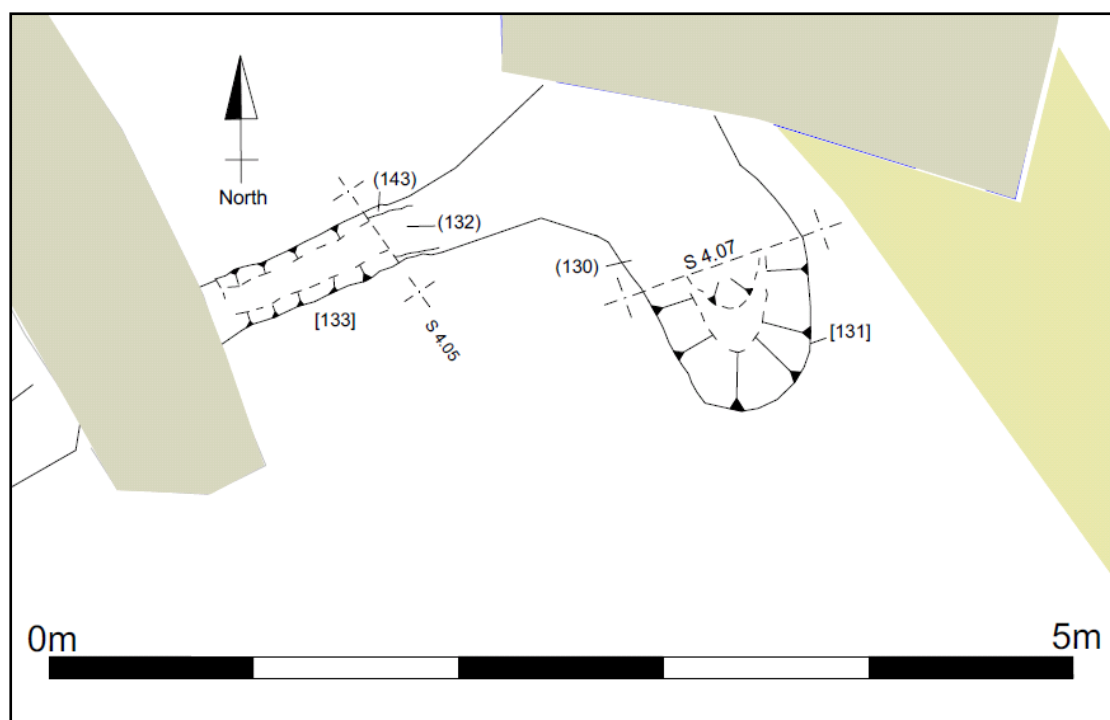 North
(143)
(132)
(130)
S 4.07
[133]
S 4.05
[131]
0m
5m